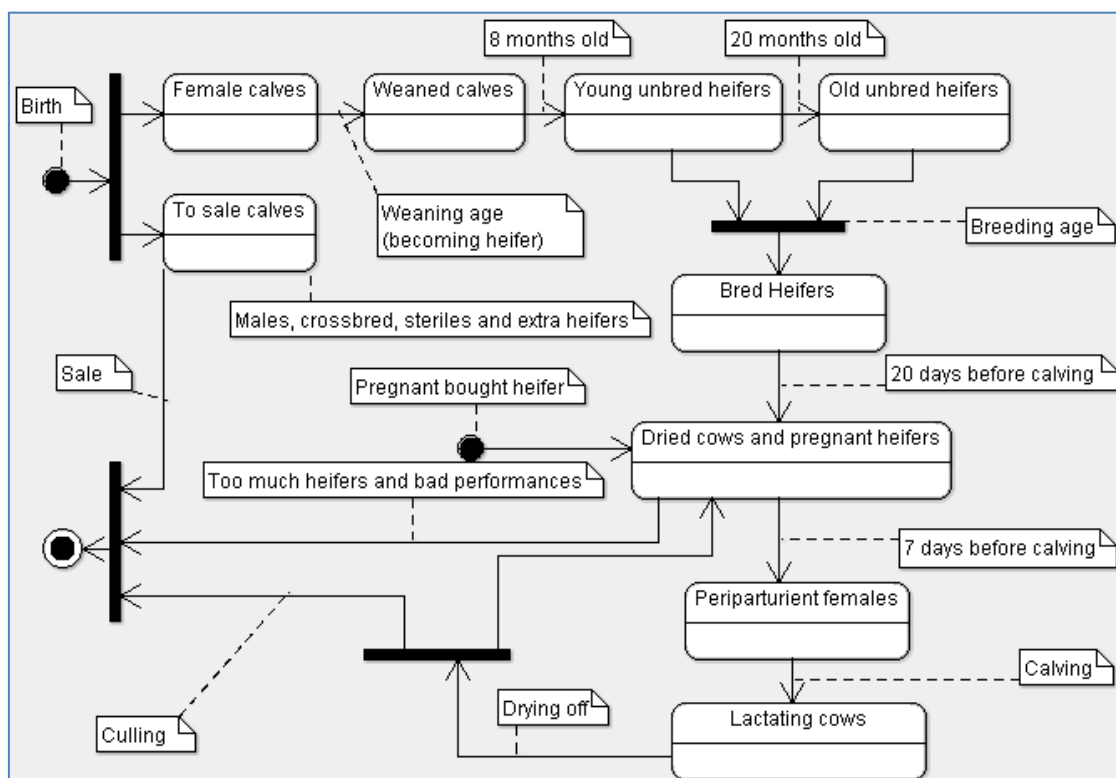 8 months old
20 months old
Birth
Female calves
Weaned calves
Young unbred heifers
Old unbred heifers
To sale calves
Weaning age
(becoming heifer)
Breeding age
Bred Heifers
Males, crossbred, steriles and extra heifers
Sale
Pregnant bought heifer
20 days before calving
Dried cows and pregnant heifers
Too much heifers and bad performances
7 days before calving
Periparturient females
Calving
Drying off
Lactating cows
Culling